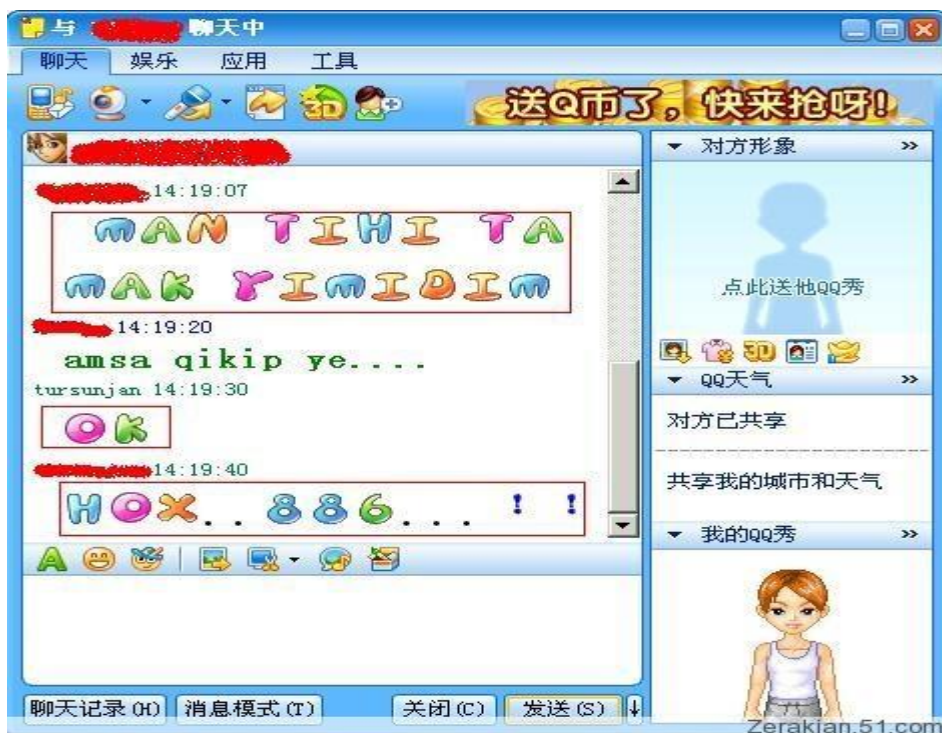 与 聊天中
聊天 娱乐 应用 工具
送Q币了，快来抢呀!
14:19:07
MAN TIHI TA
MAK YIMIDIM
14:19:20
amsa qikip ye....
tursunjan 14:19:30
OK
14:19:40
HOX..886...！！
对方形象 »
点此送他QQ秀
3D
QQ天气 »
对方已共享
共享我的城市和天气
我的QQ秀 »
聊天记录(H) 消息模式(T) 关闭(C) 发送(S)
Zerakian.51.com